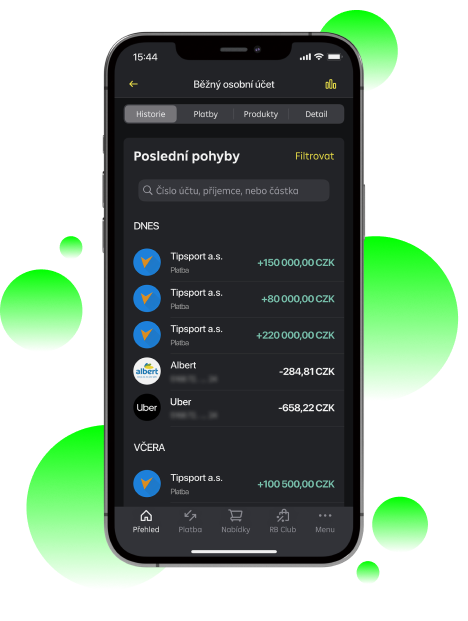 15:44
Běžný osobní účet
Historie Platby Produkty Detail
Poslední pohyby Filtrovat
Číslo účtu, příjemce, nebo částka
DNES
Tipsport a.s.
+150 000,00 CZK
Platba
Tipsport a.s.
+80 000,00 CZK
Platba
Tipsport a.s.
+220 000,00 CZK
Platba
albert
Albert
-284,81 CZK
Uber
Uber
-658,22 CZK
VČERA
Tipsport a.s.
+100 500,00 CZK
Platba
Přehled Platba Nabídky RB Club Menu